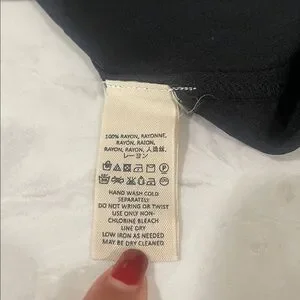 100% RAYON, RAYONNE,
RAYON, RAION,
RAYON, RAYON, 人造丝,
レーヨン
HAND WASH COLD
SEPARATELY
DO NOT WRING OR TWIST
USE ONLY NON-
CHLORINE BLEACH
LINE DRY
LOW IRON AS NEEDED
MAY BE DRY CLEANED